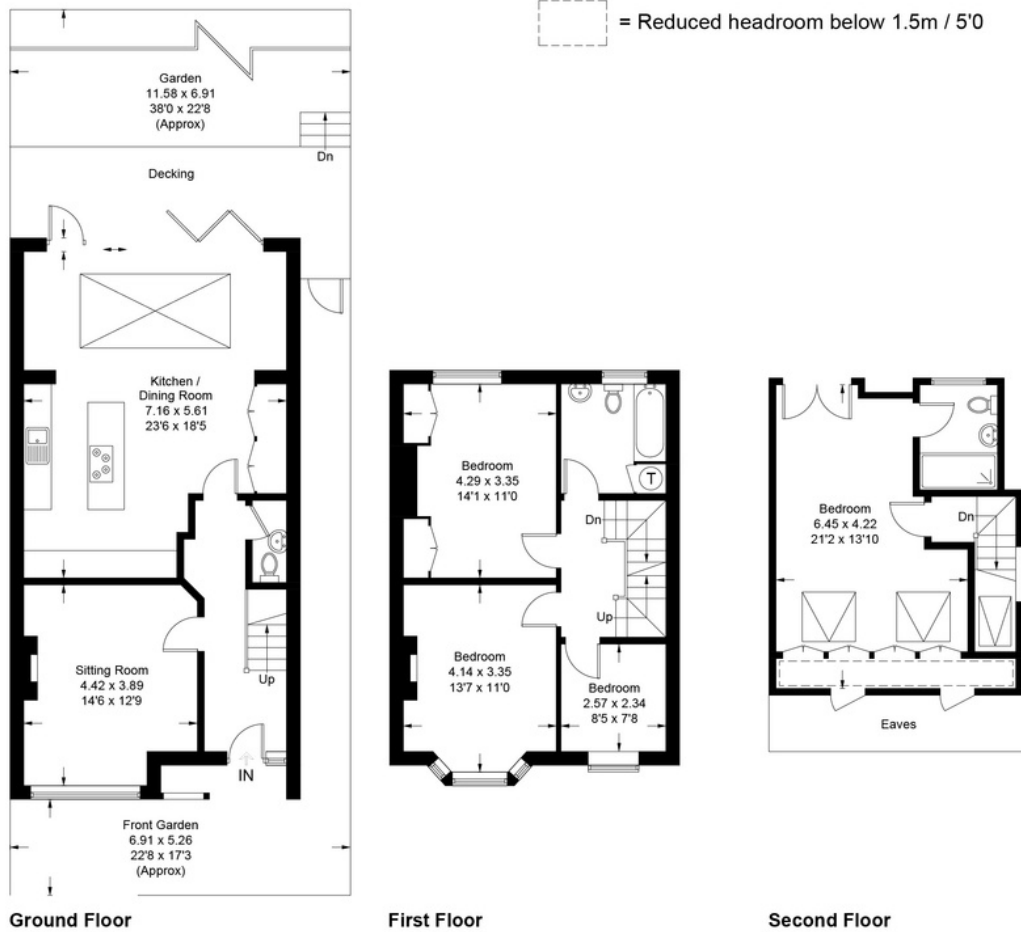 = Reduced headroom below 1.5m / 5'0
Garden
11.58 x 6.91
38'0 x 22'8
(Approx)
Dn
Decking
Kitchen /
Dining Room
7.16 x 5.61
23'6 x 18'5
Sitting Room
4.42 x 3.89
14'6 x 12'9
Up
IN
Front Garden
6.91 x 5.26
22'8 x 17'3
(Approx)
Ground Floor
Bedroom
4.29 x 3.35
14'1 x 11'0
T
Dn
Up
Bedroom
4.14 x 3.35
13'7 x 11'0
Bedroom
2.57 x 2.34
8'5 x 7'8
First Floor
Bedroom
6.45 x 4.22
21'2 x 13'10
Dn
Eaves
Second Floor